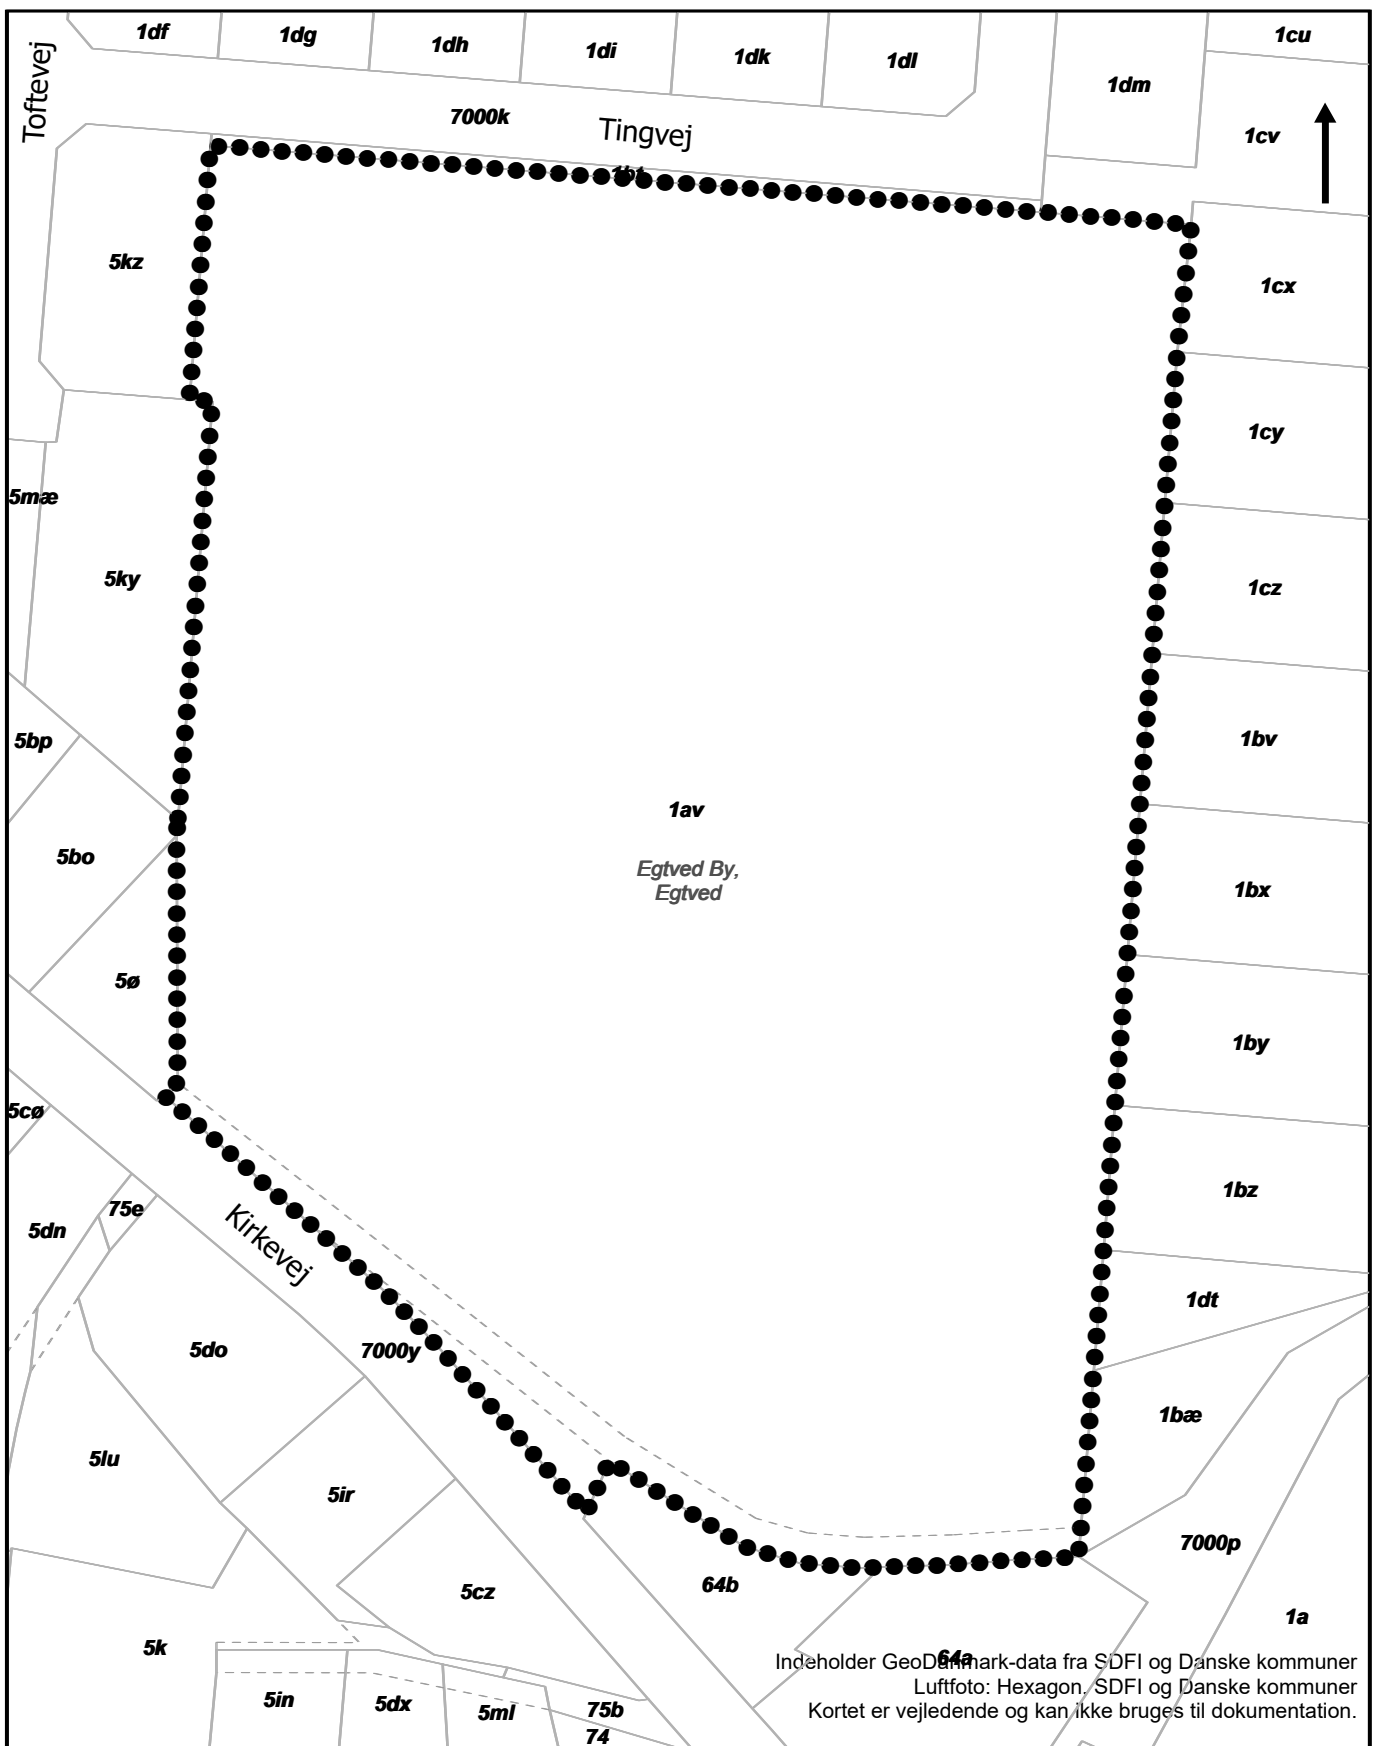 1df
1dg
1dh
1di
1dk
1dl
1dm
1cu
1cv
Toftevej
7000k
Tingvej
1bt
5kz
1cx
1cy
5mæ
5ky
1cz
5bp
1bv
1av
5bo
Egtved By,
Egtved
1bx
5ø
1by
5cø
75e
5dn
1bz
Kirkevej
1dt
5do
7000y
1bæ
5lu
5ir
7000p
64b
5cz
1a
5k
64a
Indeholder GeoDanmark-data fra SDFI og Danske kommuner
Luftfoto: Hexagon. SDFI og Danske kommuner
Kortet er vejledende og kan ikke bruges til dokumentation.
5in
5dx
5ml
75b
74